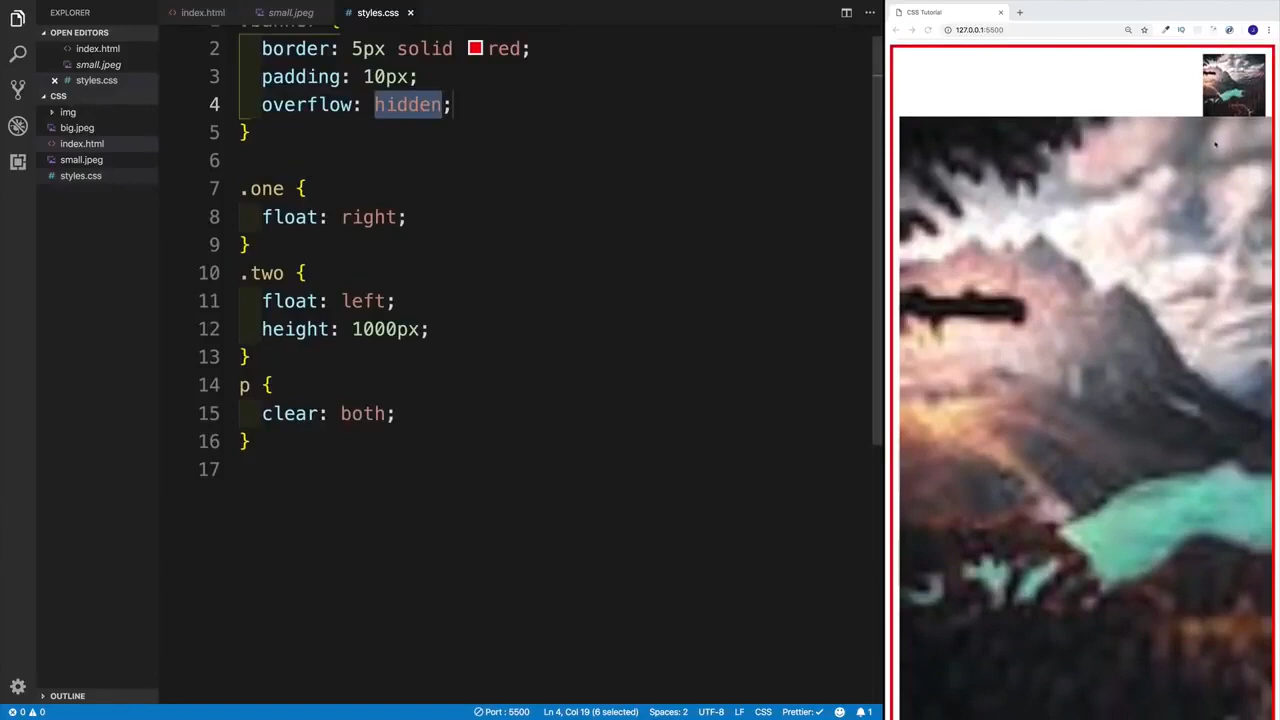 EXPLORER
OPEN EDITORS
index.html
small.jpeg
styles.css
CSS
img
big.jpeg
index.html
small.jpeg
styles.css
OUTLINE
index.html small.jpeg styles.css
2 border: 5px solid red;
3 padding: 10px;
4 overflow: hidden;
5 }
6
7 .one {
8 float: right;
9 }
10 .two {
11 float: left;
12 height: 1000px;
13 }
14 p {
15 clear: both;
16 }
17
0 0 Port : 5500 Ln 4, Col 19 (6 selected) Spaces: 2 UTF-8 LF CSS Prettier: ✓ 1
CSS Tutorial
127.0.0.1:5500